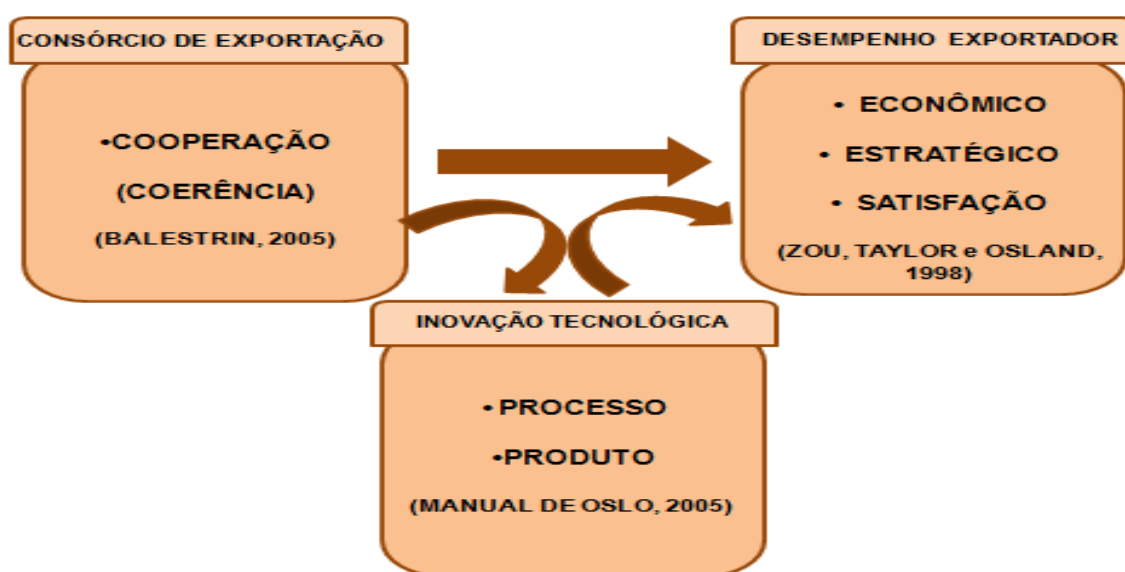 CONSÓRCIO DE EXPORTAÇÃO
•COOPERAÇÃO
(COERÊNCIA)
(BALESTRIN, 2005)
DESEMPENHO EXPORTADOR
• ECONÔMICO
• ESTRATÉGICO
• SATISFAÇÃO
(ZOU, TAYLOR e OSLAND,
1998)
INOVAÇÃO TECNOLÓGICA
• PROCESSO
•PRODUTO
(MANUAL DE OSLO, 2005)